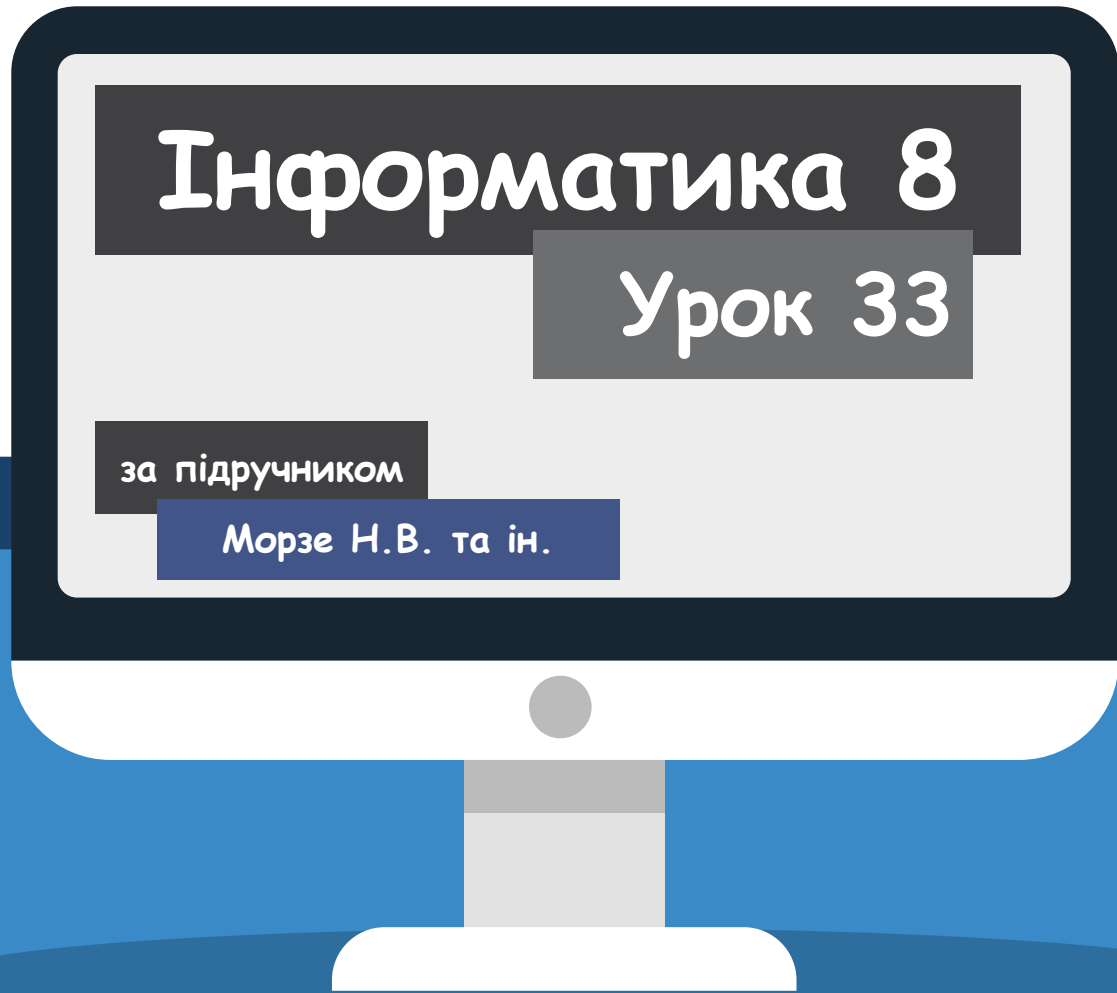 Інформатика 8
Урок 33
за підручником
Морзе Н.В. та ін.